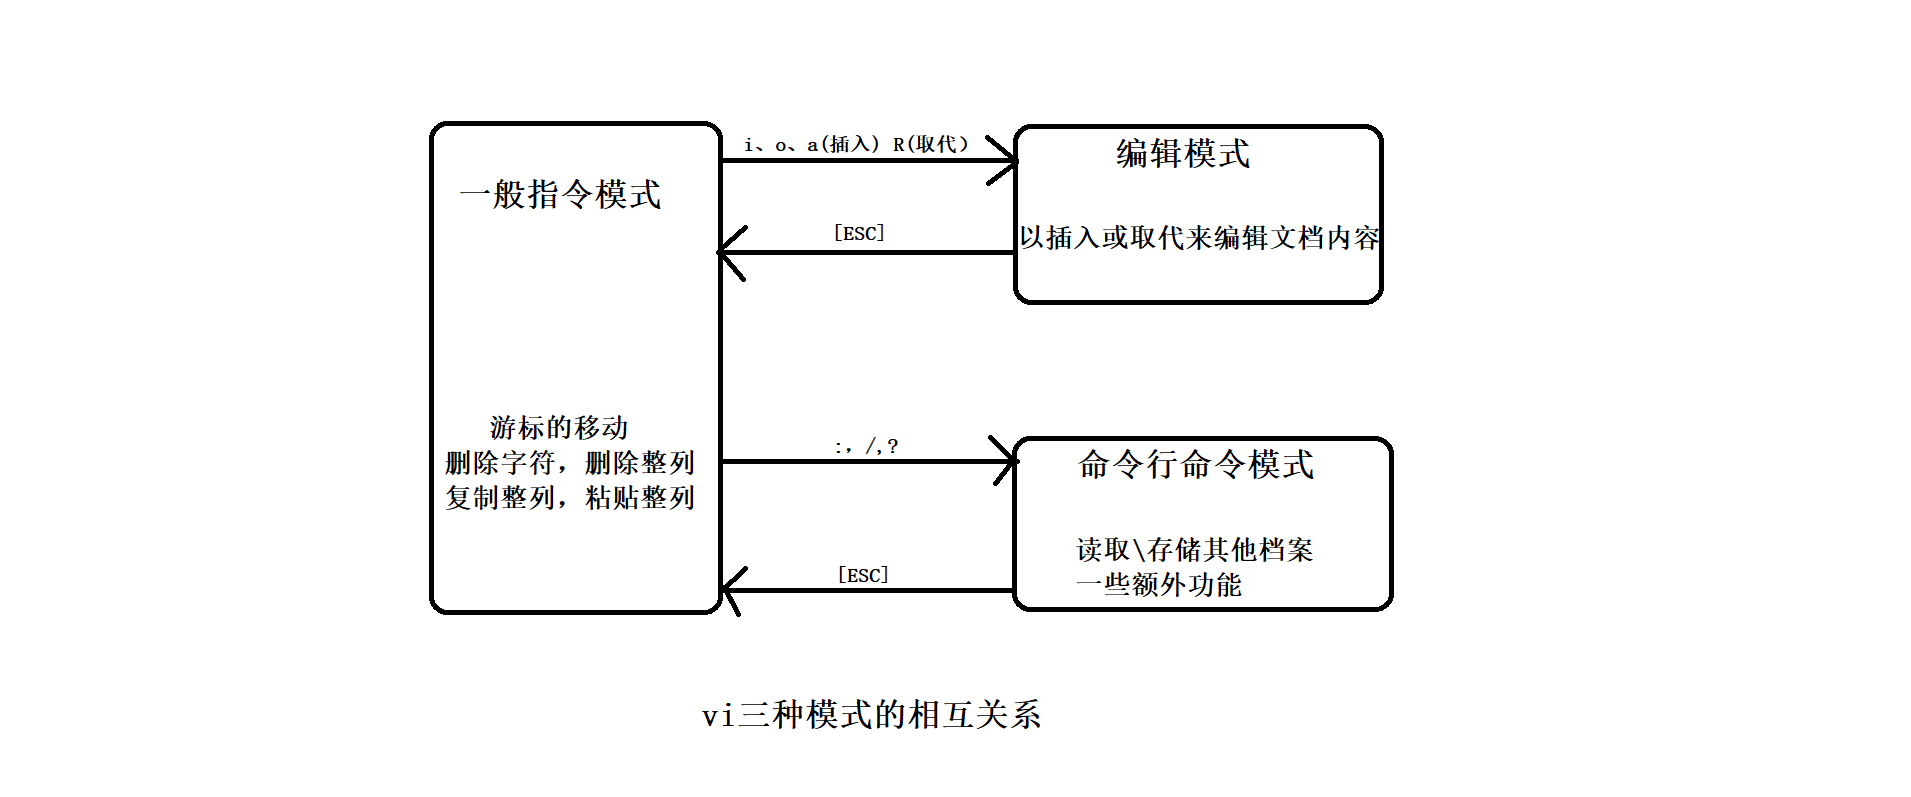 一般指令模式
游标的移动
删除字符，删除整列
复制整列，粘贴整列
i、o、a(插入) R(取代）
[ESC]
编辑模式
以插入或取代来编辑文档内容
:，/,?
[ESC]
命令行命令模式
读取\存储其他档案
一些额外功能
vi三种模式的相互关系